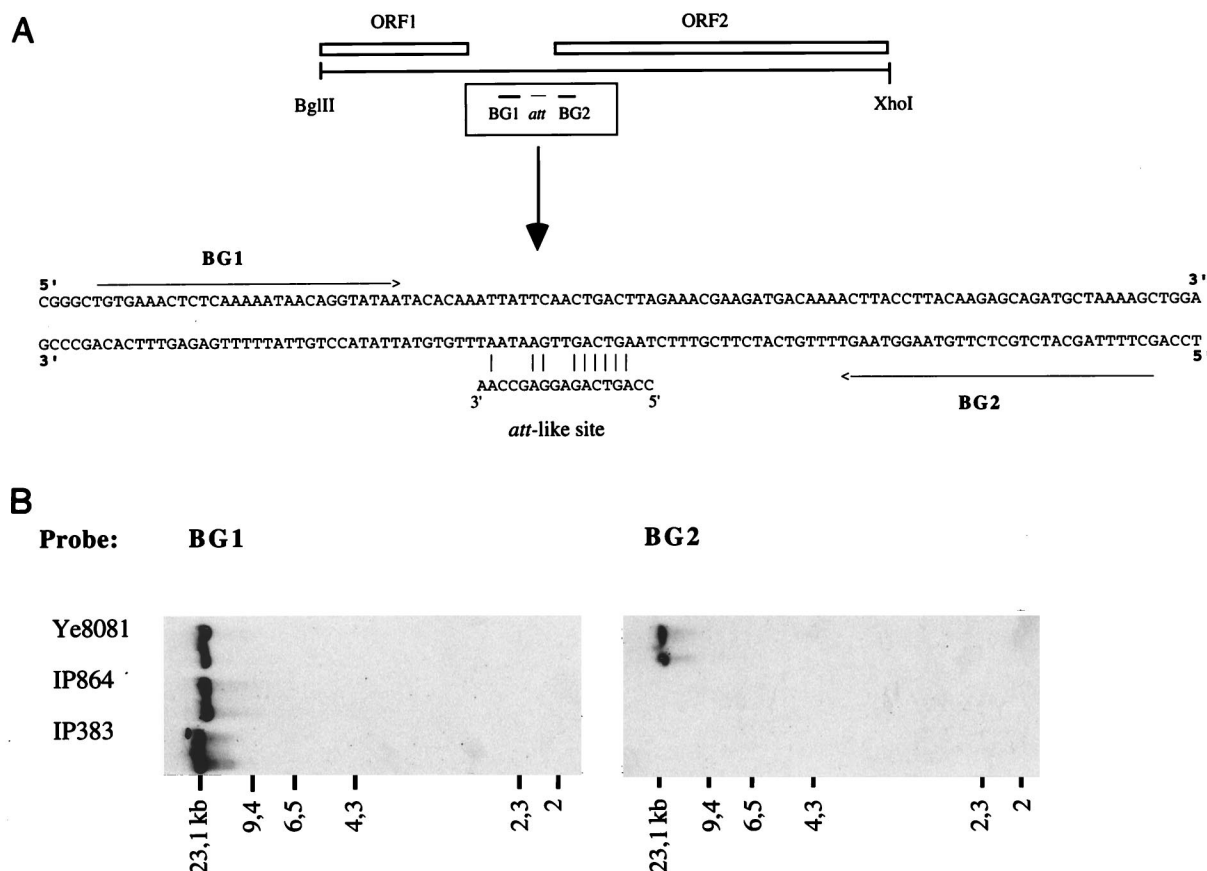 A
ORF1
ORF2
BglII
XhoI
BG1 att BG2
BG1
5'
3'
CGGGCTGTGAAACTCTCAAAAATAACAGGTATAATACACAAATTATTCAACTGACTTAGAAACGAAGATGACAAAACTTACCTTACAAGAGCAGATGCTAAAAGCTGGA
GCCCGACACTTTGAGAGTTTTTATTGTCCATATTATGTGTTTAATAAGTTGACTGAATCTTTGCTTCTACTGTTTTGAATGGAATGTTCTCGTCTACGATTTTCGACCT
3'
5'
AACCGAGGAGACTGACC
3'
5'
BG2
att-like site
B
Probe:
BG1
BG2
Ye8081
IP864
IP383
23,1 kb
9,4
6,5
4,3
2,3
2
23,1 kb
9,4
6,5
4,3
2,3
2